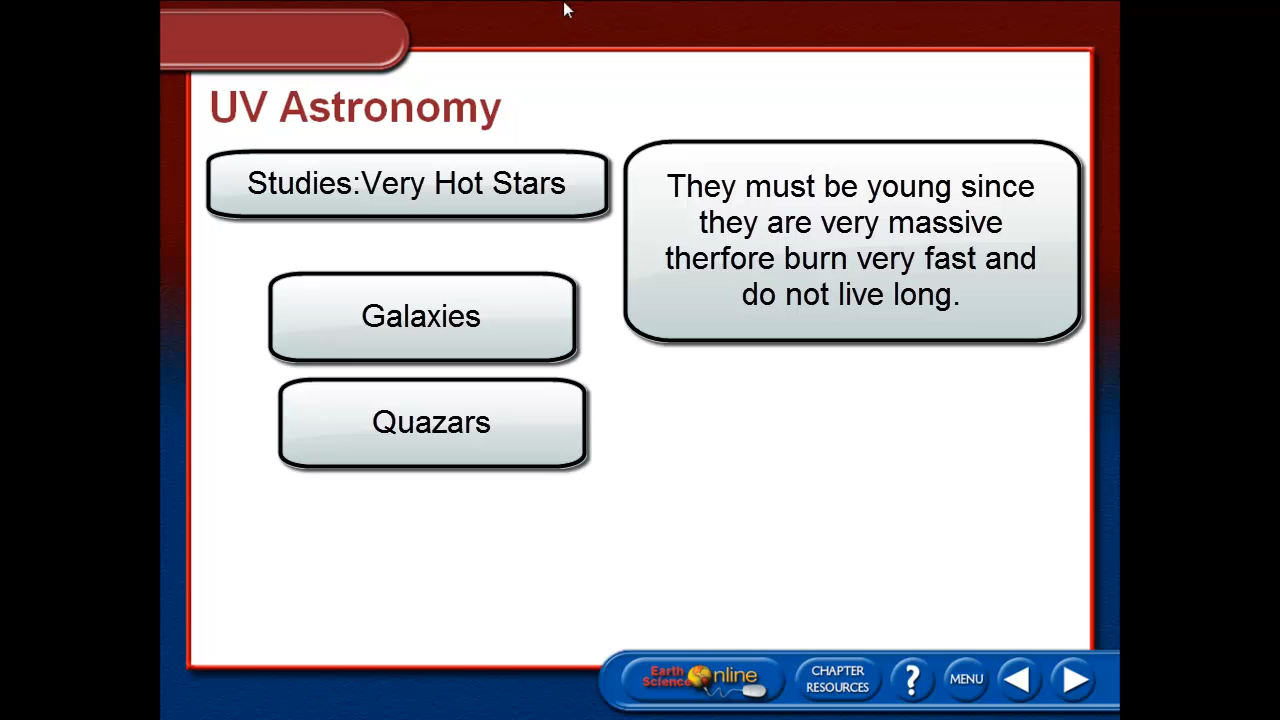 UV Astronomy
Studies:Very Hot Stars
They must be young since
they are very massive
therfore burn very fast and
do not live long.
Galaxies
Quazars
Earth
Science
nline
CHAPTER
RESOURCES
?
MENU